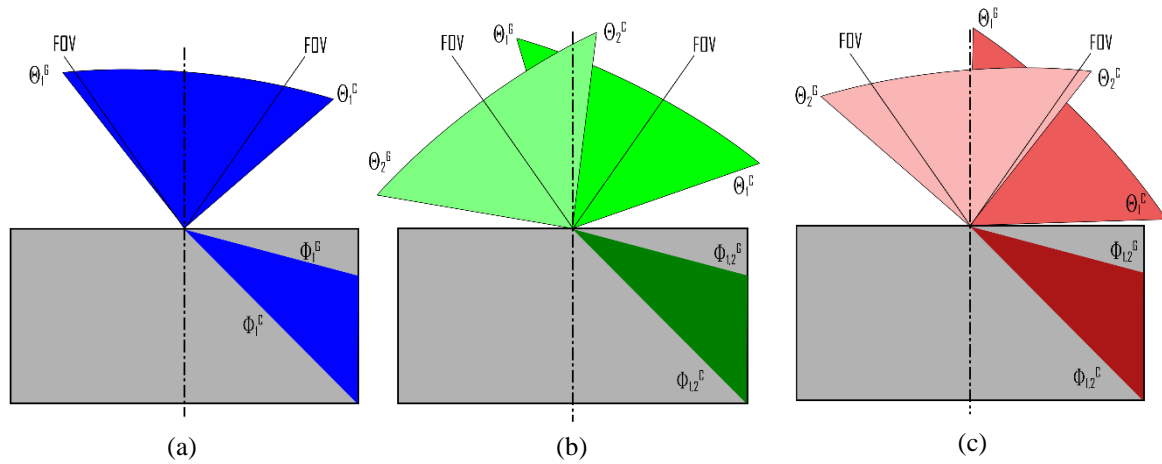 FOV FOV
Θ₁ᴳ Θ₁ᶜ
Φ₁ᴳ
Φ₁ᶜ
(a)
Θ₁ᴳ Θ₂ᶜ
FOV FOV
Θ₂ᴳ Θ₁ᶜ
Φ₁,₂ᴳ
Φ₁,₂ᶜ
(b)
Θ₁ᴳ
FOV FOV
Θ₂ᴳ Θ₂ᶜ
Θ₁ᶜ
Φ₁,₂ᴳ
Φ₁,₂ᶜ
(c)